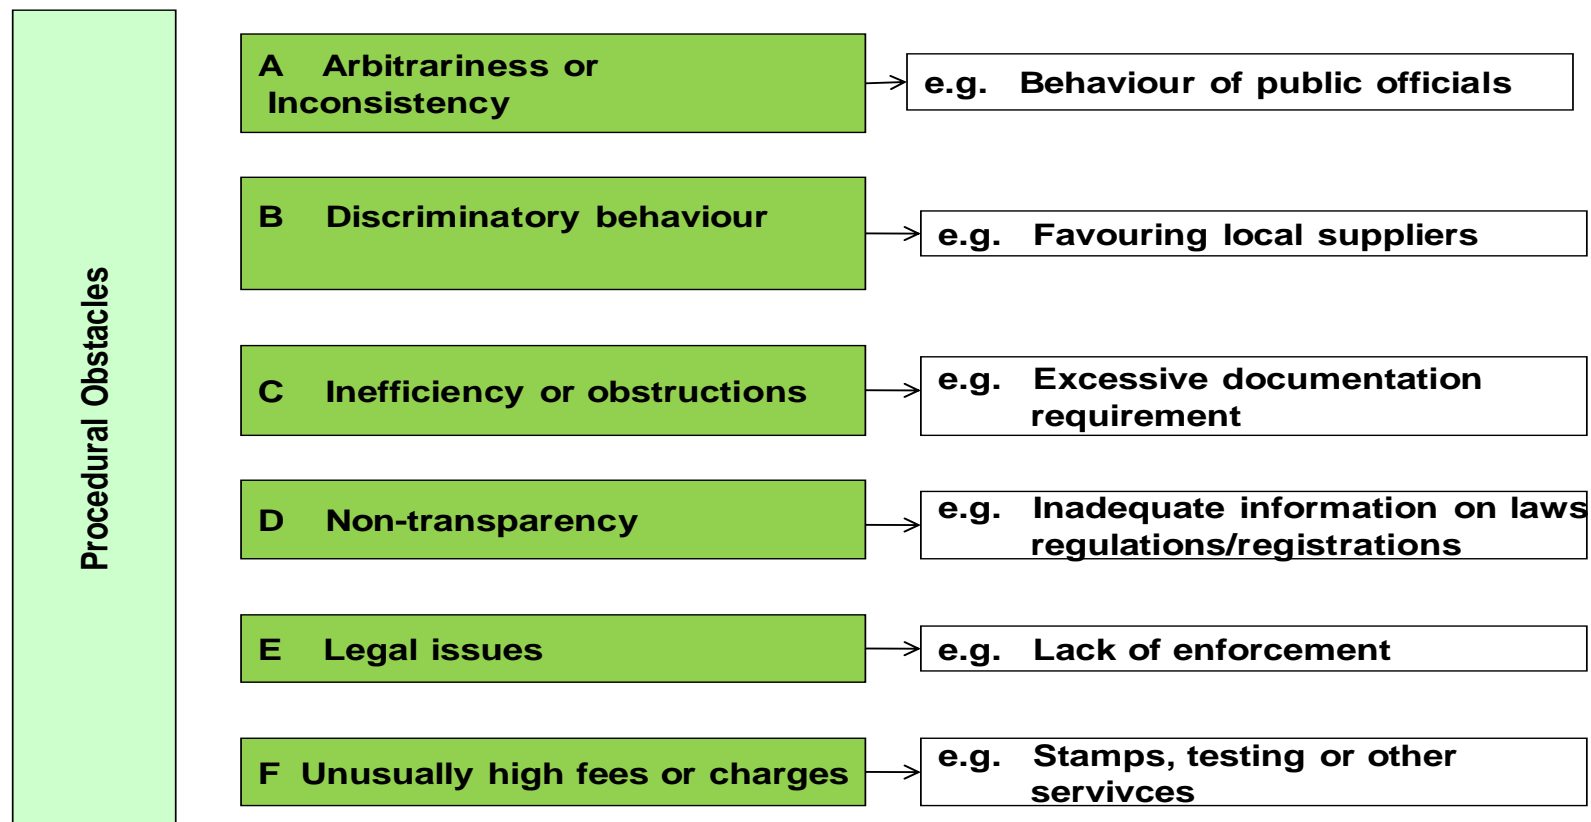 Procedural Obstacles
A Arbitrariness or
Inconsistency
e.g. Behaviour of public officials
B Discriminatory behaviour
e.g. Favouring local suppliers
C Inefficiency or obstructions
e.g. Excessive documentation
requirement
D Non-transparency
e.g. Inadequate information on laws
regulations/registrations
E Legal issues
e.g. Lack of enforcement
F Unusually high fees or charges
e.g. Stamps, testing or other
servivces